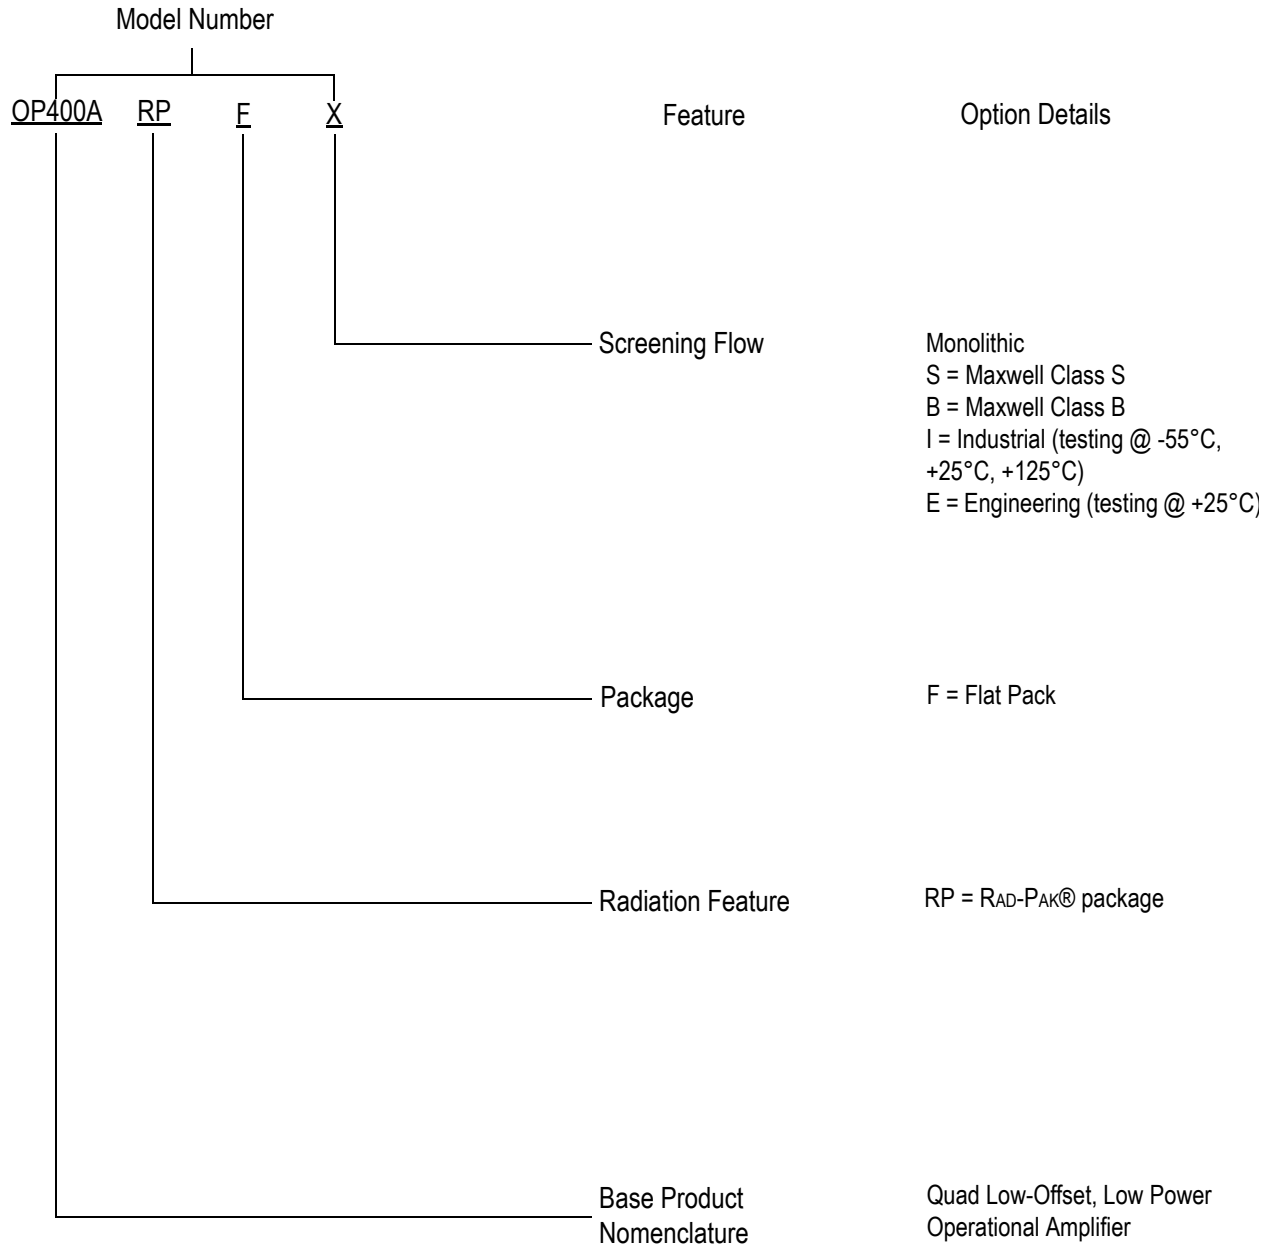 Model Number
OP400A RP F X
Feature
Option Details
Screening Flow
Monolithic
S = Maxwell Class S
B = Maxwell Class B
I = Industrial (testing @ -55°C,
+25°C, +125°C)
E = Engineering (testing @ +25°C)
Package
F = Flat Pack
Radiation Feature
RP = RAD-PAK® package
Base Product
Nomenclature
Quad Low-Offset, Low Power
Operational Amplifier